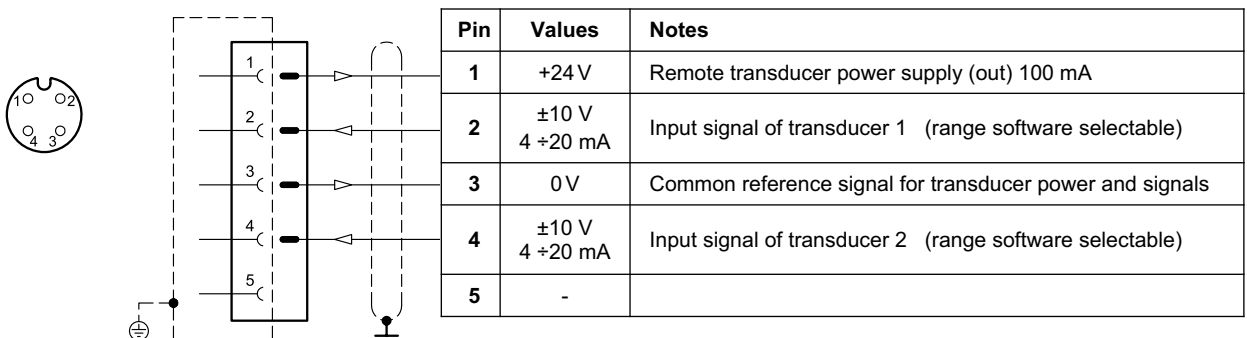 1 2
4 3
1
2
3
4
5
Pin Values Notes
1 +24 V Remote transducer power supply (out) 100 mA
2 ±10 V 4 ÷20 mA Input signal of transducer 1 (range software selectable)
3 0 V Common reference signal for transducer power and signals
4 ±10 V 4 ÷20 mA Input signal of transducer 2 (range software selectable)
5 -